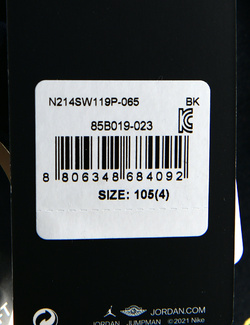 N214SW119P-065 BK
85B019-023
8 806348 684092
SIZE: 105(4)
JORDAN.COM
JORDAN JUMPMAN ©2021 Nike